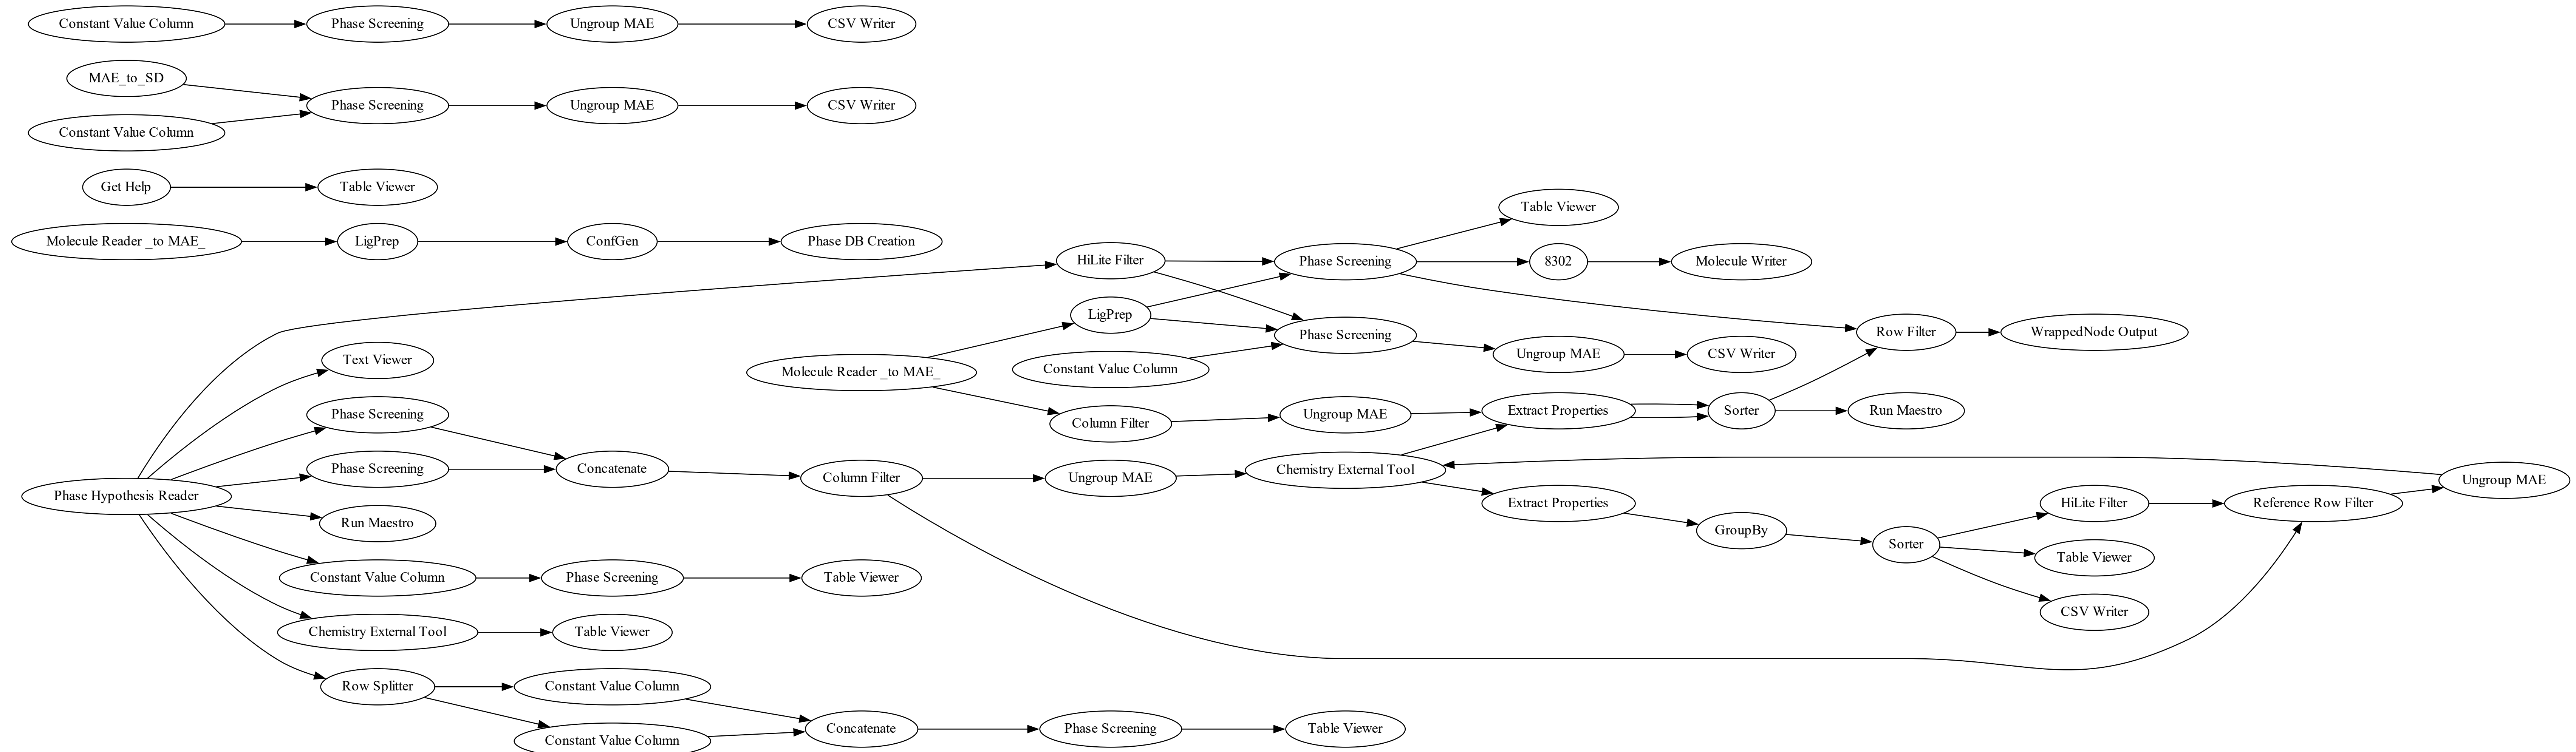 Constant Value Column
Phase Screening
Ungroup MAE
CSV Writer
MAE_to_SD
Phase Screening
Ungroup MAE
CSV Writer
Constant Value Column
Get Help
Table Viewer
Molecule Reader _to MAE_
LigPrep
ConfGen
Phase DB Creation
Table Viewer
HiLite Filter
Phase Screening
8302
Molecule Writer
LigPrep
Phase Screening
Row Filter
WrappedNode Output
Text Viewer
Molecule Reader _to MAE_
Constant Value Column
Ungroup MAE
CSV Writer
Phase Screening
Column Filter
Ungroup MAE
Extract Properties
Sorter
Run Maestro
Phase Screening
Concatenate
Column Filter
Ungroup MAE
Chemistry External Tool
Ungroup MAE
Phase Hypothesis Reader
Extract Properties
HiLite Filter
Reference Row Filter
Run Maestro
GroupBy
Sorter
Table Viewer
Constant Value Column
Phase Screening
Table Viewer
CSV Writer
Chemistry External Tool
Table Viewer
Row Splitter
Constant Value Column
Constant Value Column
Concatenate
Phase Screening
Table Viewer